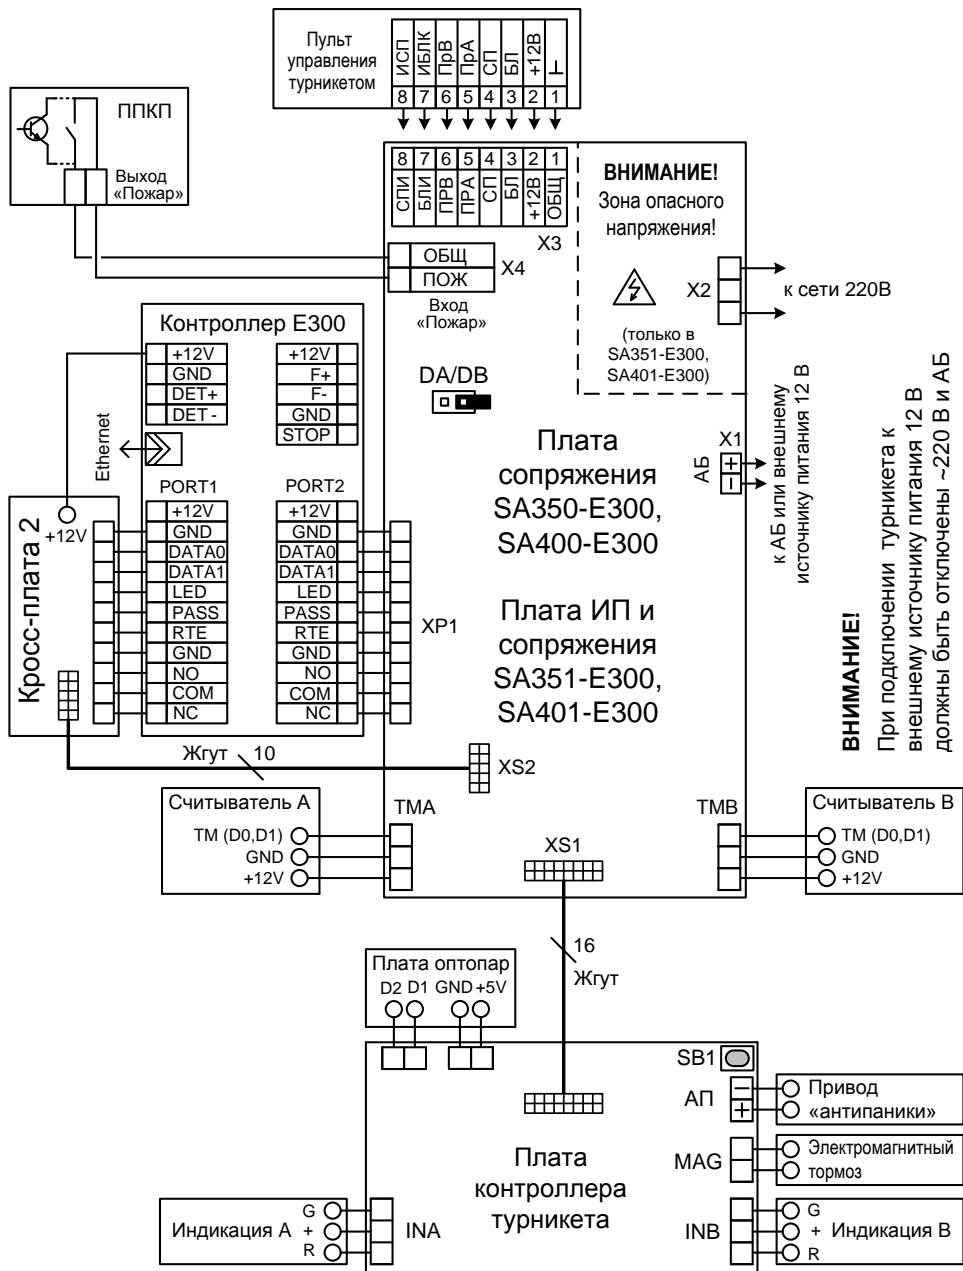 Пульт
управления
турникетом
ИСП
ИБЛК
ПрВ
ПрА
СП
БЛ
+12В
8 7 6 5 4 3 2 1
ППКП
Выход
«Пожар»
8 7 6 5 4 3 2 1
СПИ
БЛИ
ПРВ
ПРА
СП
БЛ
+12В
ОБЩ
X3
ВНИМАНИЕ!
Зона опасного
напряжения!
X2
к сети 220В
(только в
SA351-E300,
SA401-E300)
ОБЩ
ПОЖ
X4
Вход
«Пожар»
DA/DB
Контроллер E300
+12V
GND
DET+
DET -
+12V
F+
F-
GND
STOP
Ethernet
Кросс-плата 2
+12V
PORT1
+12V
GND
DATA0
DATA1
LED
PASS
RTE
GND
NO
COM
NC
PORT2
+12V
GND
DATA0
DATA1
LED
PASS
RTE
GND
NO
COM
NC
XP1
Плата
сопряжения
SA350-E300,
SA400-E300
Плата ИП и
сопряжения
SA351-E300,
SA401-E300
X1
АБ
+
−
к АБ или внешнему
источнику питания 12 В
ВНИМАНИЕ!
При подключении турникета к
внешнему источнику питания 12 В
должны быть отключены ~220 В и АБ
Жгут 10
XS2
Считыватель А
TM (D0,D1)
GND
+12V
TMA
XS1
TMB
Считыватель В
TM (D0,D1)
GND
+12V
16
Жгут
Плата оптопар
D2 D1 GND +5V
SB1
АП
−
+
Привод
«антипаники»
MAG
Электромагнитный
тормоз
Плата
контроллера
турникета
Индикация А
G
+
R
INA
INB
G
+
R
Индикация В